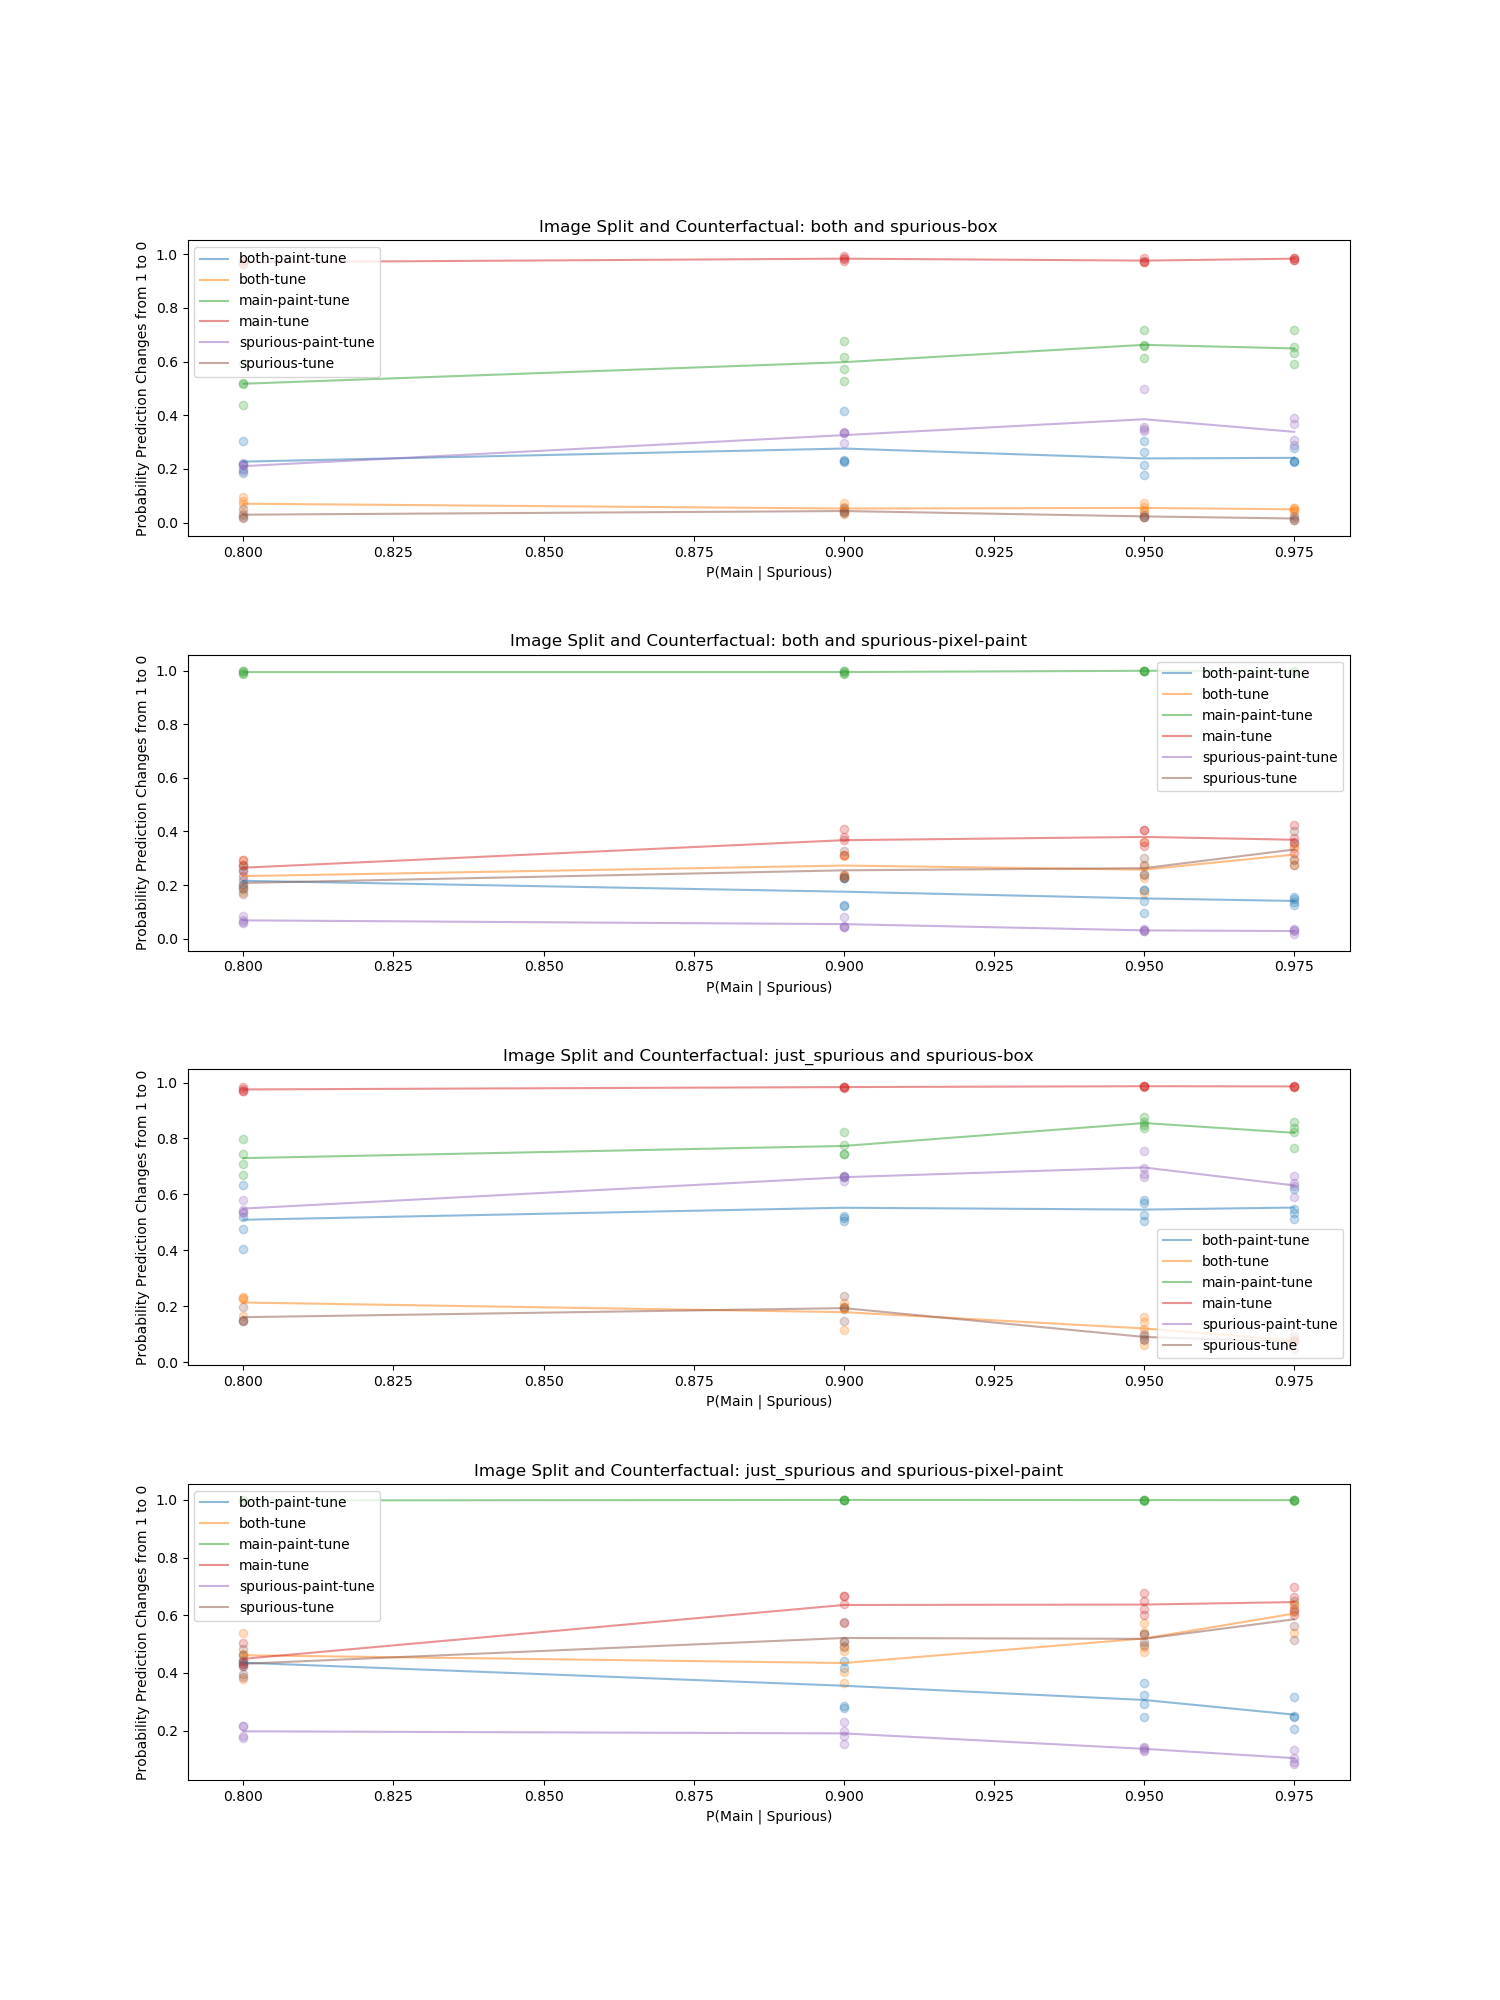 Image Split and Counterfactual: both and spurious-box
Probability Prediction Changes from 1 to 0
1.0
0.8
0.6
0.4
0.2
0.0
both-paint-tune
both-tune
main-paint-tune
main-tune
spurious-paint-tune
spurious-tune
0.800 0.825 0.850 0.875 0.900 0.925 0.950 0.975
P(Main | Spurious)
Image Split and Counterfactual: both and spurious-pixel-paint
Probability Prediction Changes from 1 to 0
1.0
0.8
0.6
0.4
0.2
0.0
both-paint-tune
both-tune
main-paint-tune
main-tune
spurious-paint-tune
spurious-tune
0.800 0.825 0.850 0.875 0.900 0.925 0.950 0.975
P(Main | Spurious)
Image Split and Counterfactual: just_spurious and spurious-box
Probability Prediction Changes from 1 to 0
1.0
0.8
0.6
0.4
0.2
0.0
both-paint-tune
both-tune
main-paint-tune
main-tune
spurious-paint-tune
spurious-tune
0.800 0.825 0.850 0.875 0.900 0.925 0.950 0.975
P(Main | Spurious)
Image Split and Counterfactual: just_spurious and spurious-pixel-paint
Probability Prediction Changes from 1 to 0
1.0
0.8
0.6
0.4
0.2
both-paint-tune
both-tune
main-paint-tune
main-tune
spurious-paint-tune
spurious-tune
0.800 0.825 0.850 0.875 0.900 0.925 0.950 0.975
P(Main | Spurious)